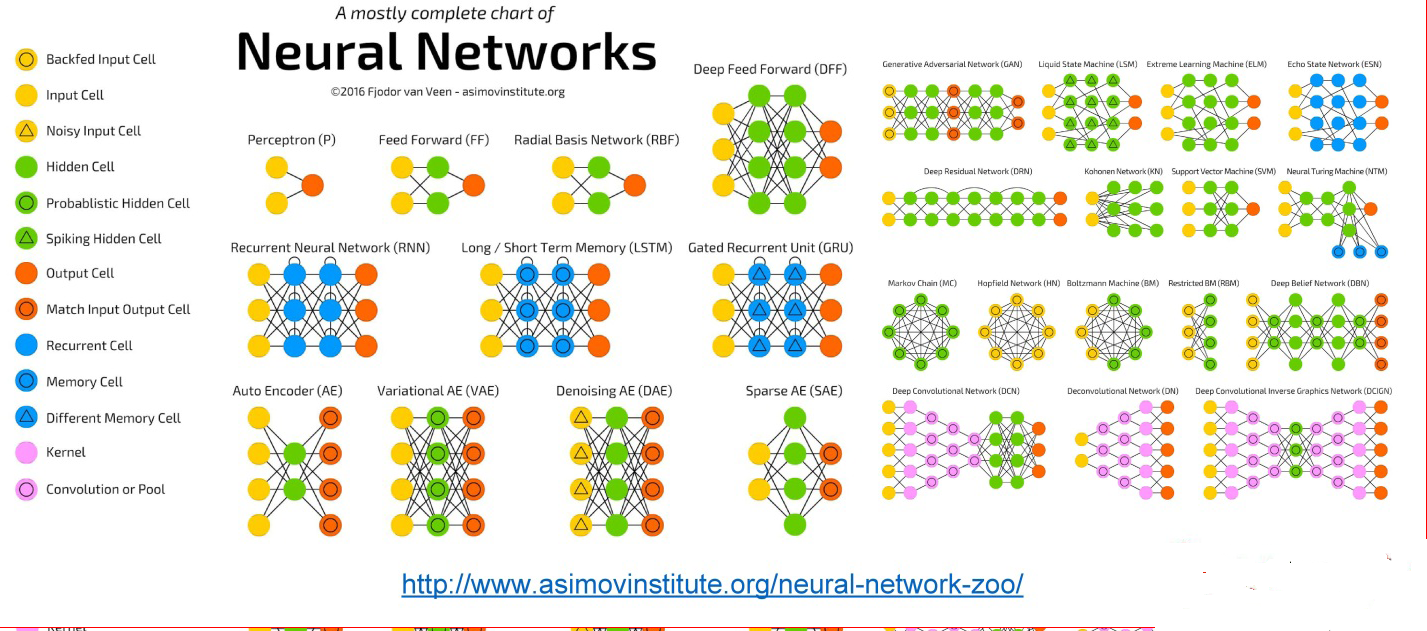 A mostly complete chart of
Neural Networks
©2016 Fjodor van Veen - asimovinstitute.org
Backfed Input Cell
Input Cell
Noisy Input Cell
Hidden Cell
Probablistic Hidden Cell
Spiking Hidden Cell
Output Cell
Match Input Output Cell
Recurrent Cell
Memory Cell
Different Memory Cell
Kernel
Convolution or Pool
Perceptron (P)
Feed Forward (FF)
Radial Basis Network (RBF)
Deep Feed Forward (DFF)
Recurrent Neural Network (RNN)
Long / Short Term Memory (LSTM)
Gated Recurrent Unit (GRU)
Auto Encoder (AE)
Variational AE (VAE)
Denoising AE (DAE)
Sparse AE (SAE)
Generative Adversarial Network (GAN)
Liquid State Machine (LSM)
Extreme Learning Machine (ELM)
Echo State Network (ESN)
Deep Residual Network (DRN)
Kohonen Network (KN)
Support Vector Machine (SVM)
Neural Turing Machine (NTM)
Markov Chain (MC)
Hopfield Network (HN)
Boltzmann Machine (BM)
Restricted BM (RBM)
Deep Belief Network (DBN)
Deep Convolutional Network (DCN)
Deconvolutional Network (DN)
Deep Convolutional Inverse Graphics Network (DCIGN)
http://www.asimovinstitute.org/neural-network-zoo/